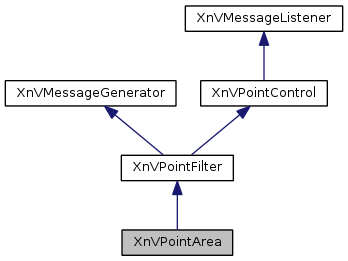 XnVMessageListener
XnVMessageGenerator
XnVPointControl
XnVPointFilter
XnVPointArea